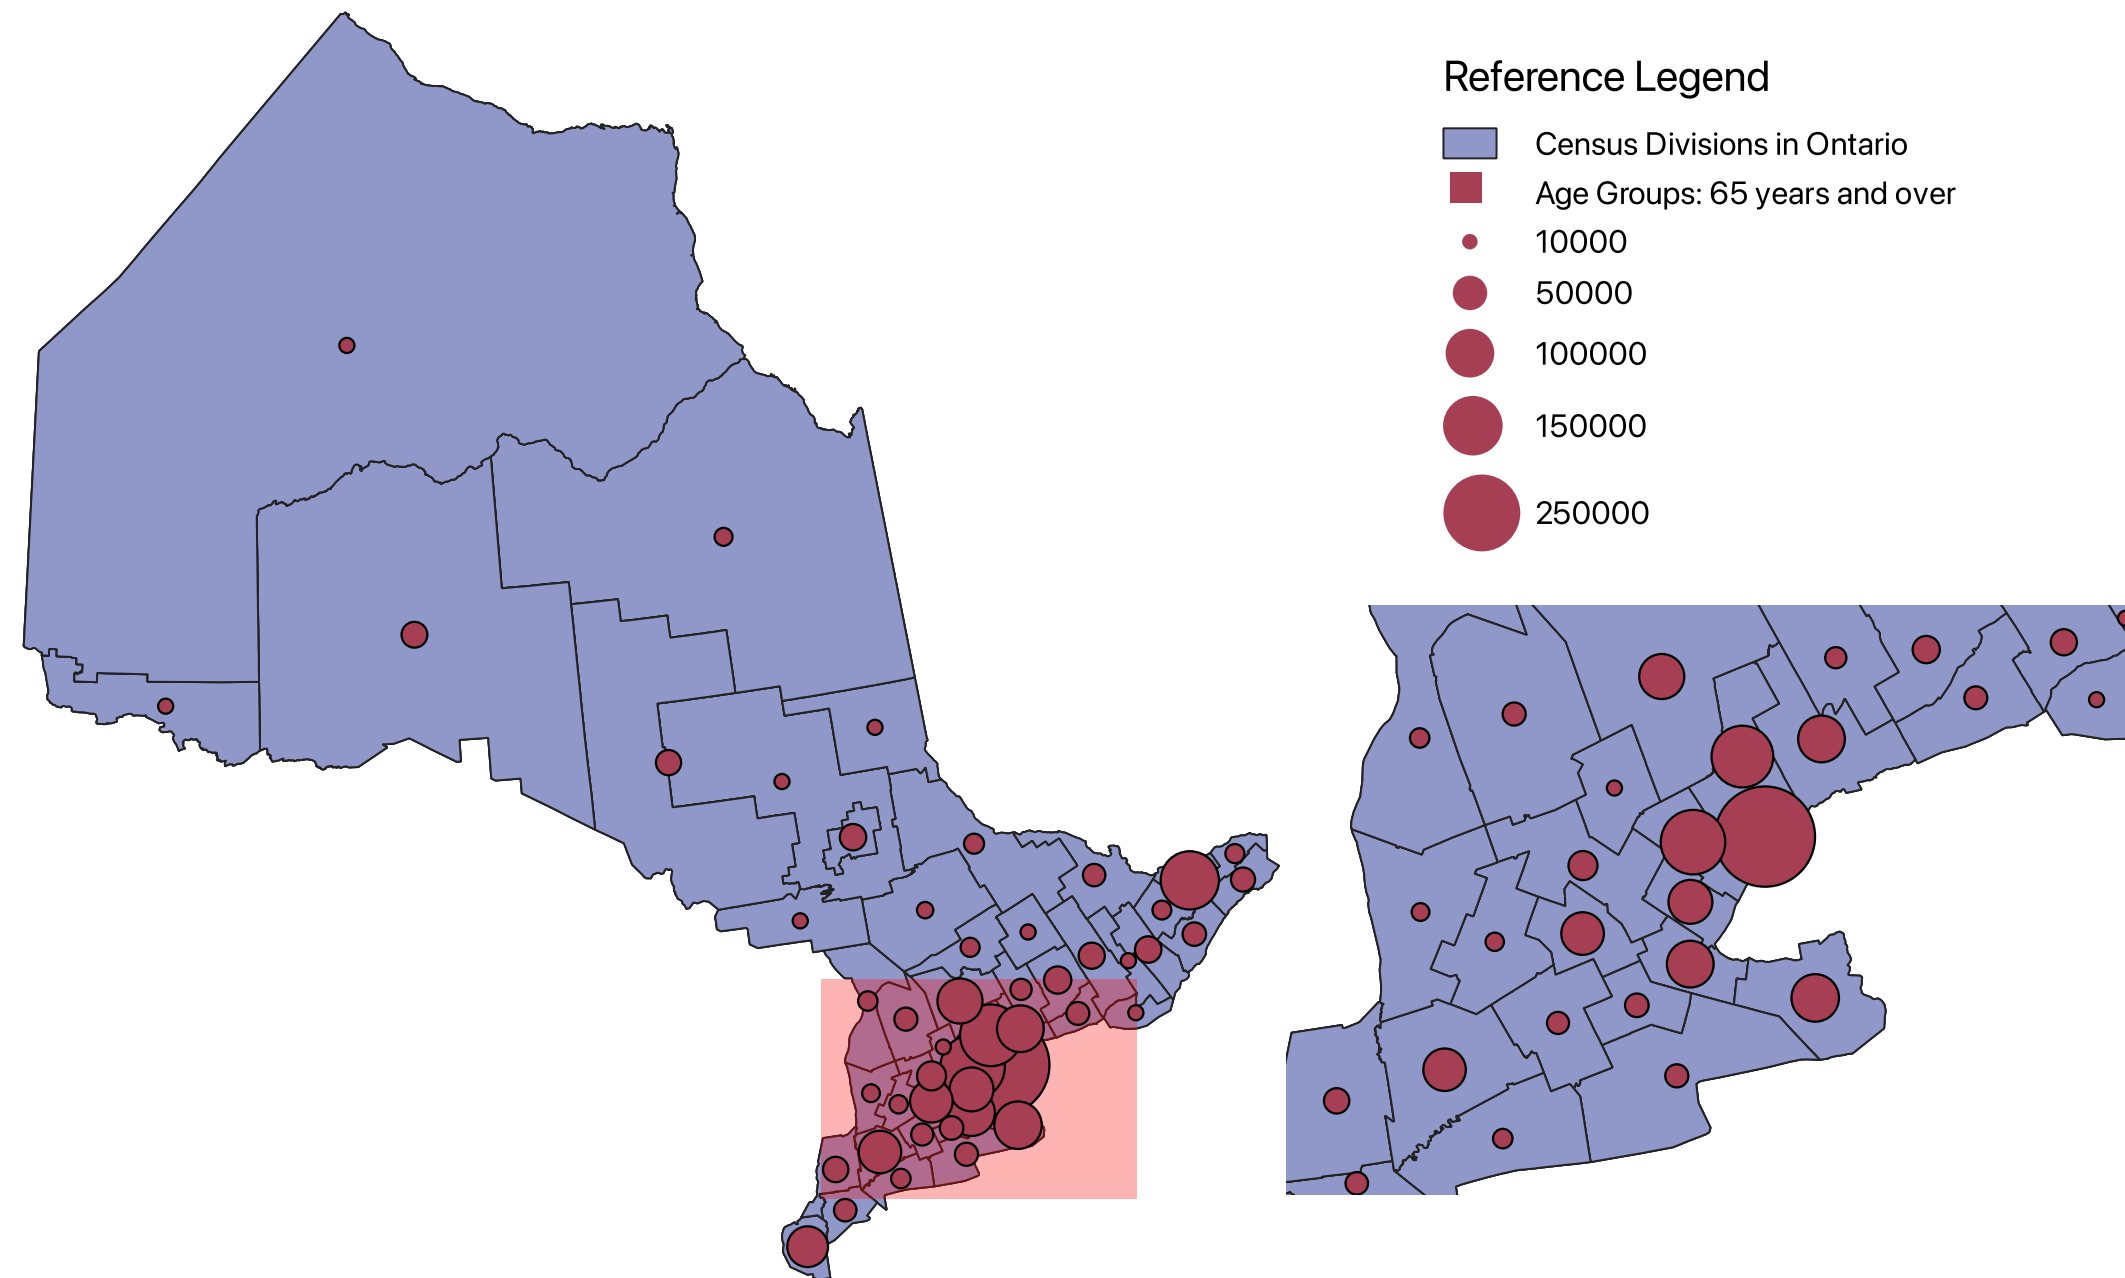 Reference Legend
Census Divisions in Ontario
Age Groups: 65 years and over
10000
50000
100000
150000
250000